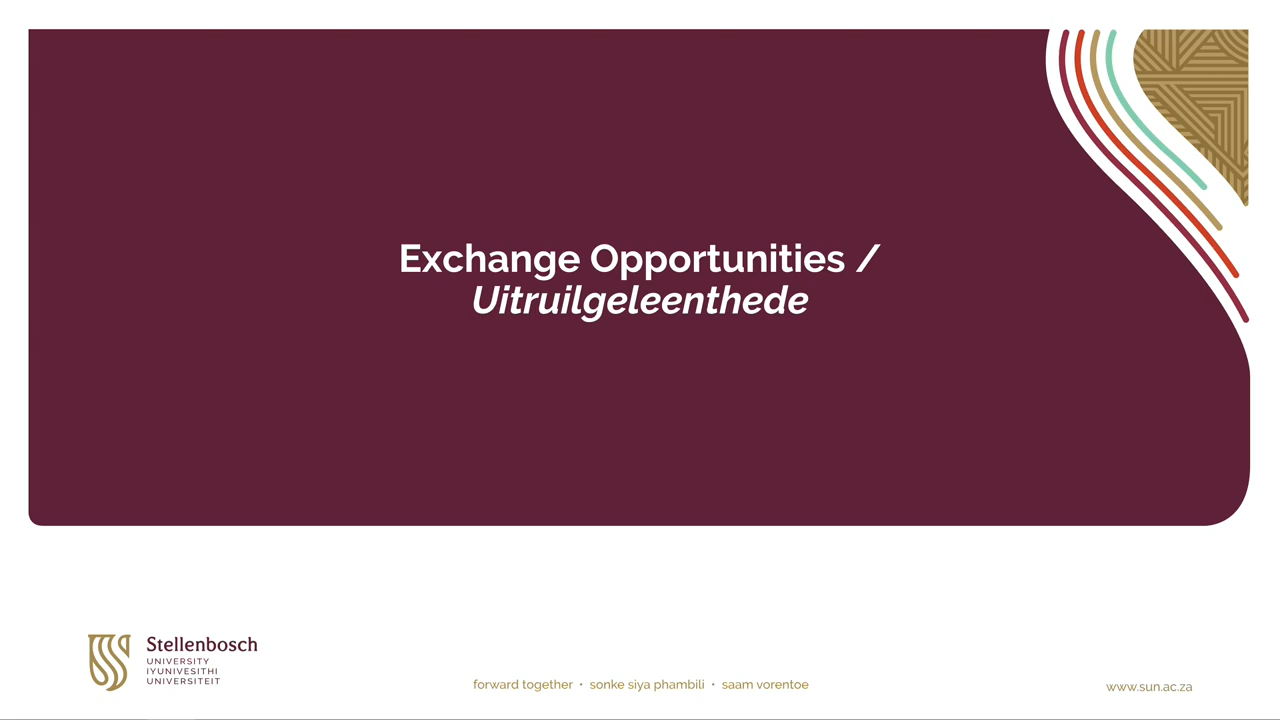 Exchange Opportunities /
Uitruilgeleenthede
Stellenbosch
UNIVERSITY
IYUNIVESITHI
UNIVERSITEIT
forward together • sonke siya phambili • saam vorentoe
www.sun.ac.za